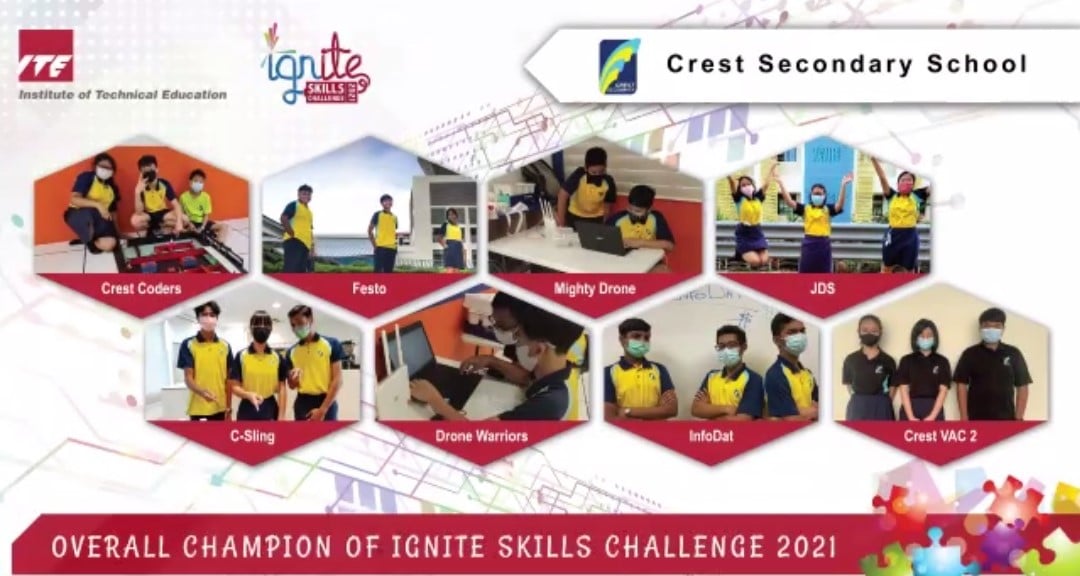 ITE
Institute of Technical Education
ignite
SKILLS
CHALLENGE
2021
Crest Secondary School
Crest Coders
Festo
Mighty Drone
JDS
C-Sling
Drone Warriors
InfoDat
Crest VAC 2
OVERALL CHAMPION OF IGNITE SKILLS CHALLENGE 2021